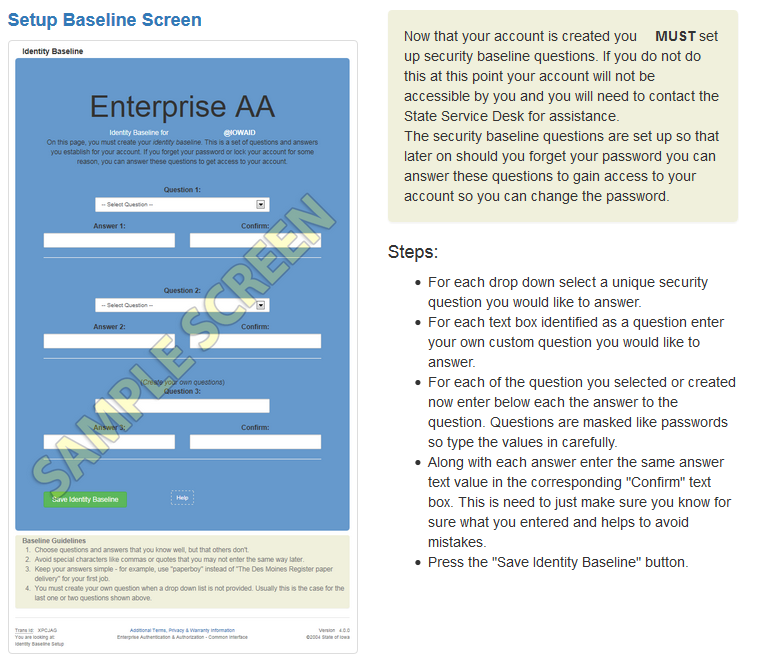 Setup Baseline Screen
Identity Baseline
Enterprise AA
Identity Baseline for @IOWAID
On this page, you must create your identity baseline. This is a set of questions and answers
you establish for your account. If you forget your password or lock your account for some
reason, you can answer these questions to get access to your account.
Question 1:
-- Select Question --
Answer 1: Confirm:
Question 2:
-- Select Question --
Answer 2: Confirm:
(Create your own questions)
Question 3:
Answer 3: Confirm:
Save Identity Baseline Help
SAMPLE SCREEN
Baseline Guidelines
1. Choose questions and answers that you know well, but that others don't.
2. Avoid special characters like commas or quotes that you may not enter the same way later.
3. Keep your answers simple - for example, use "paperboy" instead of "The Des Moines Register paper
delivery" for your first job.
4. You must create your own question when a drop down list is not provided. Usually this is the case for the
last one or two questions shown above.
Trans Id: XPCJAG Additional Terms, Privacy & Warranty Information Version 4.0.0
You are looking at: Enterprise Authentication & Authorization - Common Interface ©2004 State of Iowa
Identity Baseline Setup
Now that your account is created you MUST set
up security baseline questions. If you do not do
this at this point your account will not be
accessible by you and you will need to contact the
State Service Desk for assistance.
The security baseline questions are set up so that
later on should you forget your password you can
answer these questions to gain access to your
account so you can change the password.
Steps:
• For each drop down select a unique security
question you would like to answer.
• For each text box identified as a question enter
your own custom question you would like to
answer.
• For each of the question you selected or created
now enter below each the answer to the
question. Questions are masked like passwords
so type the values in carefully.
• Along with each answer enter the same answer
text value in the corresponding "Confirm" text
box. This is need to just make sure you know for
sure what you entered and helps to avoid
mistakes.
• Press the "Save Identity Baseline" button.